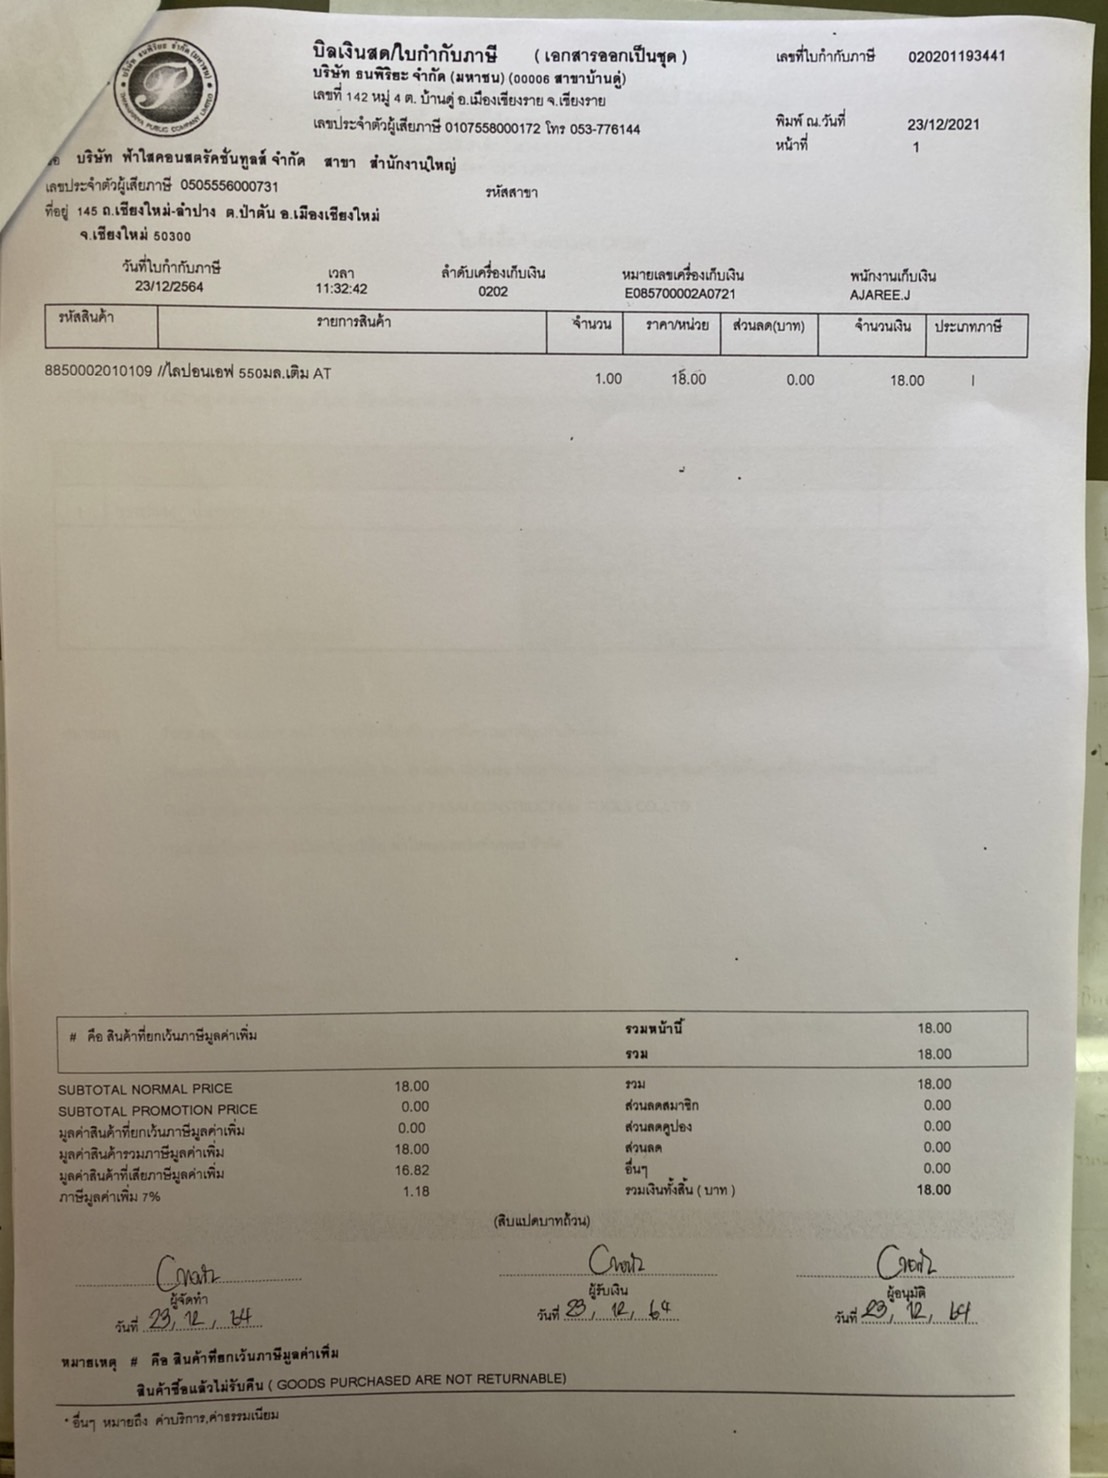 บิลเงินสด/ใบกำกับภาษี ( เอกสารออกเป็นชุด ) เลขที่ใบกำกับภาษี 020201193441
บริษัท ธนพิริยะ จำกัด (มหาชน) (00006 สาขาบ้านดู่)
เลขที่ 142 หมู่ 4 ต. บ้านดู่ อ.เมืองเชียงราย จ.เชียงราย
เลขประจำตัวผู้เสียภาษี 0107558000172 โทร 053-776144 พิมพ์ ณ.วันที่ 23/12/2021
หน้าที่ 1
บริษัท ฟ้าใสคอนสตรัคชั่นทูลส์ จำกัด สาขา สำนักงานใหญ่
เลขประจำตัวผู้เสียภาษี 0505556000731 รหัสสาขา
ที่อยู่ 145 ถ.เชียงใหม่-ลำปาง ต.ป่าตัน อ.เมืองเชียงใหม่
จ.เชียงใหม่ 50300
วันที่ใบกำกับภาษี เวลา ลำดับเครื่องเก็บเงิน หมายเลขเครื่องเก็บเงิน พนักงานเก็บเงิน
23/12/2564 11:32:42 0202 E085700002A0721 AJAREE.J
รหัสสินค้า รายการสินค้า จำนวน ราคา/หน่วย ส่วนลด(บาท) จำนวนเงิน ประเภทภาษี
8850002010109 //ไลปอนเอฟ 550มล.เติม AT 1.00 18.00 0.00 18.00 I
# คือ สินค้าที่ยกเว้นภาษีมูลค่าเพิ่ม รวมหน้านี้ 18.00
รวม 18.00
SUBTOTAL NORMAL PRICE 18.00 รวม 18.00
SUBTOTAL PROMOTION PRICE 0.00 ส่วนลดสมาชิก 0.00
มูลค่าสินค้าที่ยกเว้นภาษีมูลค่าเพิ่ม 0.00 ส่วนลดคูปอง 0.00
มูลค่าสินค้ารวมภาษีมูลค่าเพิ่ม 18.00 ส่วนลด 0.00
มูลค่าสินค้าที่เสียภาษีมูลค่าเพิ่ม 16.82 อื่นๆ 0.00
ภาษีมูลค่าเพิ่ม 7% 1.18 รวมเงินทั้งสิ้น ( บาท ) 18.00
(สิบแปดบาทถ้วน)
ผู้จัดทำ ผู้รับเงิน ผู้อนุมัติ
วันที่ 23, 12, 64 วันที่ 23, 12, 64 วันที่ 23, 12, 64
หมายเหตุ # คือ สินค้าที่ยกเว้นภาษีมูลค่าเพิ่ม
สินค้าซื้อแล้วไม่รับคืน ( GOODS PURCHASED ARE NOT RETURNABLE)
* อื่นๆ หมายถึง ค่าบริการ,ค่าธรรมเนียม